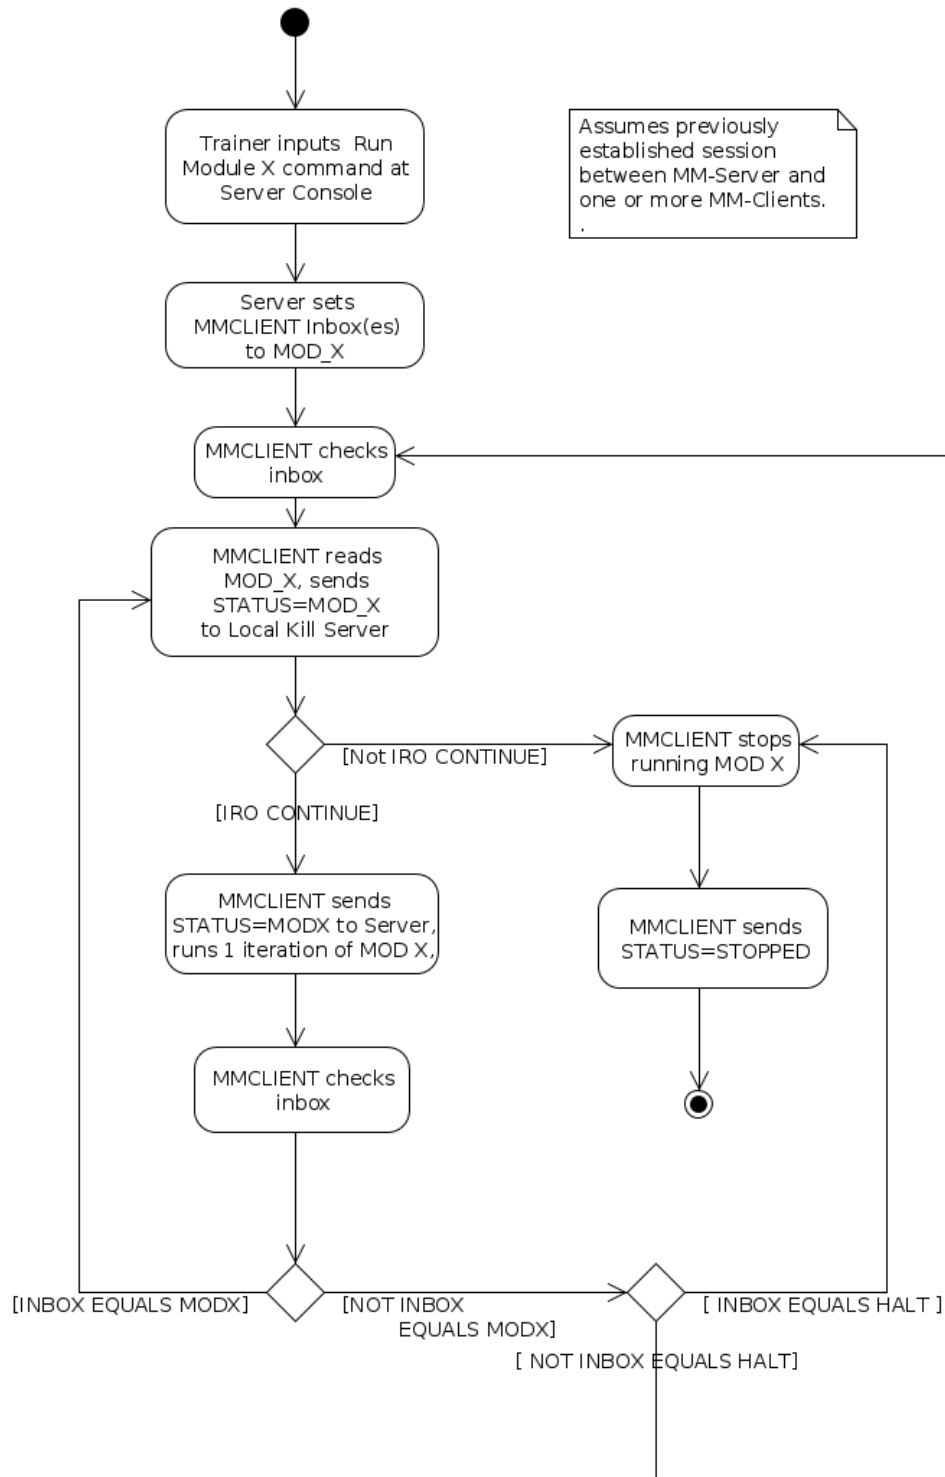 Trainer inputs  Run
Module X command at
Server Console
Assumes previously
established session
between MM-Server and
one or more MM-Clients.
.
Server sets
MMCLIENT Inbox(es)
to MOD_X
MMCLIENT checks
inbox
MMCLIENT reads
MOD_X, sends
STATUS=MOD_X
to Local Kill Server
[Not IRO CONTINUE]
MMCLIENT stops
running MOD X
[IRO CONTINUE]
MMCLIENT sends
STATUS=MODX to Server,
runs 1 iteration of MOD X,
MMCLIENT sends
STATUS=STOPPED
MMCLIENT checks
inbox
[INBOX EQUALS MODX]
[NOT INBOX
EQUALS MODX]
[ INBOX EQUALS HALT ]
[ NOT INBOX EQUALS HALT]